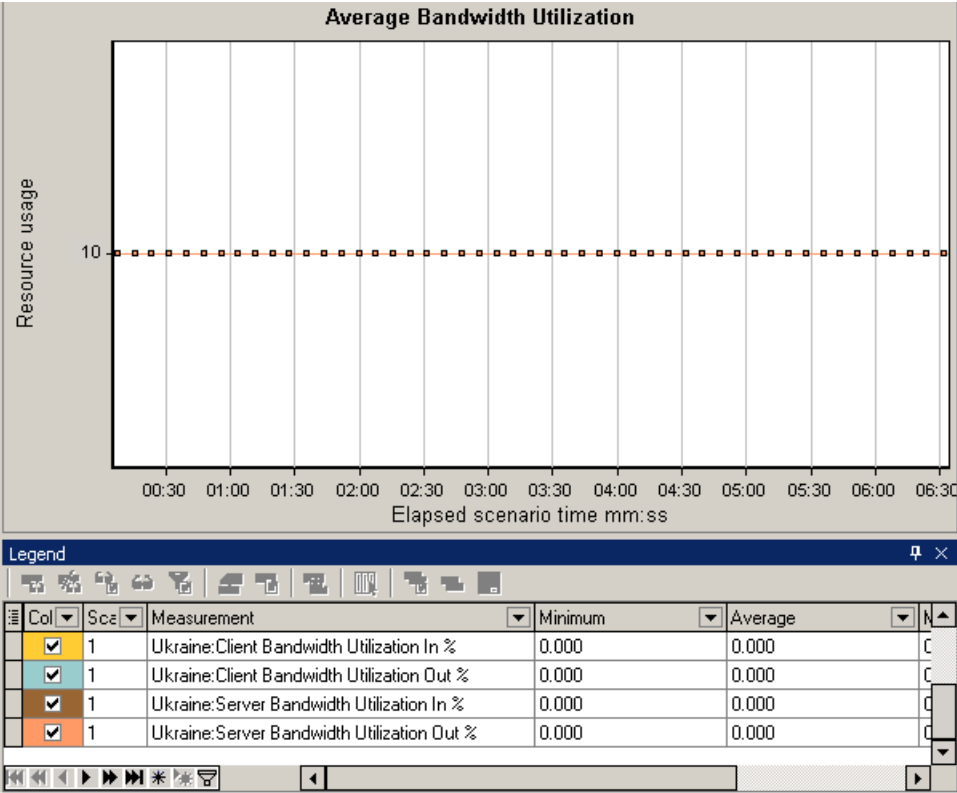 Average Bandwidth Utilization
Resource usage
10
00:30 01:00 01:30 02:00 02:30 03:00 03:30 04:00 04:30 05:00 05:30 06:00 06:30
Elapsed scenario time mm:ss
Legend
Col Sca Measurement Minimum Average
1 Ukraine:Client Bandwidth Utilization In % 0.000 0.000
1 Ukraine:Client Bandwidth Utilization Out % 0.000 0.000
1 Ukraine:Server Bandwidth Utilization In % 0.000 0.000
1 Ukraine:Server Bandwidth Utilization Out % 0.000 0.000